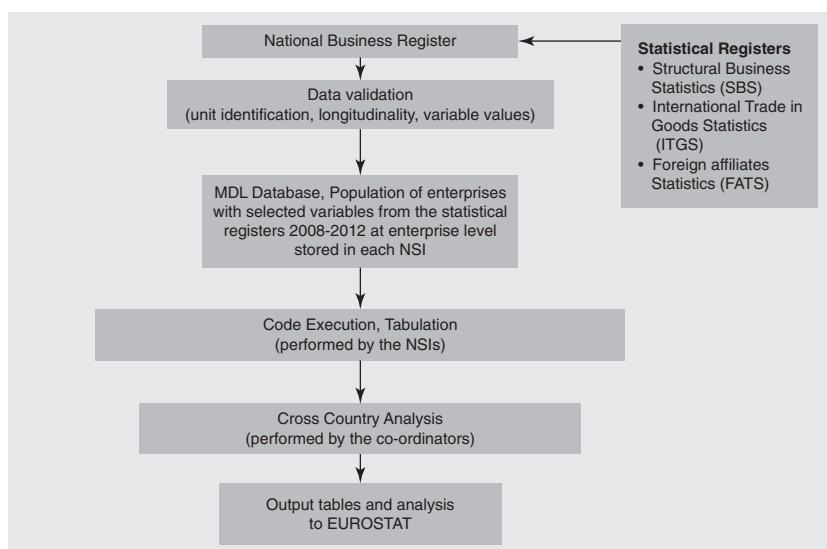 National Business Register
Statistical Registers
• Structural Business
Statistics (SBS)
• International Trade in
Goods Statistics
(ITGS)
• Foreign affiliates
Statistics (FATS)
Data validation
(unit identification, longitudinality, variable values)
MDL Database, Population of enterprises
with selected variables from the statistical
registers 2008-2012 at enterprise level
stored in each NSI
Code Execution, Tabulation
(performed by the NSIs)
Cross Country Analysis
(performed by the co-ordinators)
Output tables and analysis
to EUROSTAT